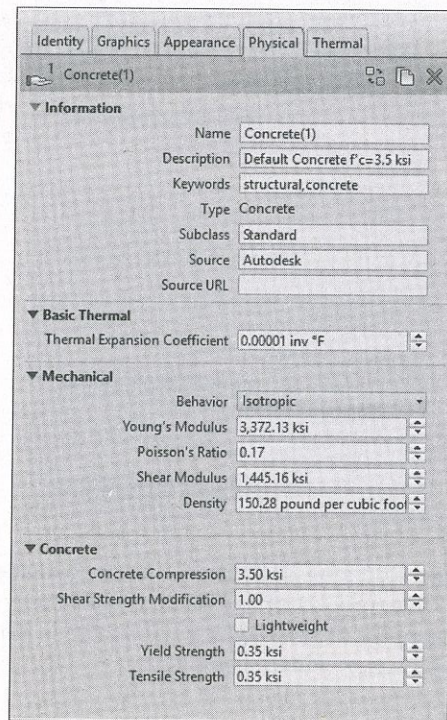 Identity Graphics Appearance Physical Thermal
1 Concrete(1)
Information
Name Concrete(1)
Description Default Concrete f'c=3.5 ksi
Keywords structural,concrete
Type Concrete
Subclass Standard
Source Autodesk
Source URL
Basic Thermal
Thermal Expansion Coefficient 0.00001 inv °F
Mechanical
Behavior Isotropic
Young's Modulus 3,372.13 ksi
Poisson's Ratio 0.17
Shear Modulus 1,445.16 ksi
Density 150.28 pound per cubic foot
Concrete
Concrete Compression 3.50 ksi
Shear Strength Modification 1.00
Lightweight
Yield Strength 0.35 ksi
Tensile Strength 0.35 ksi